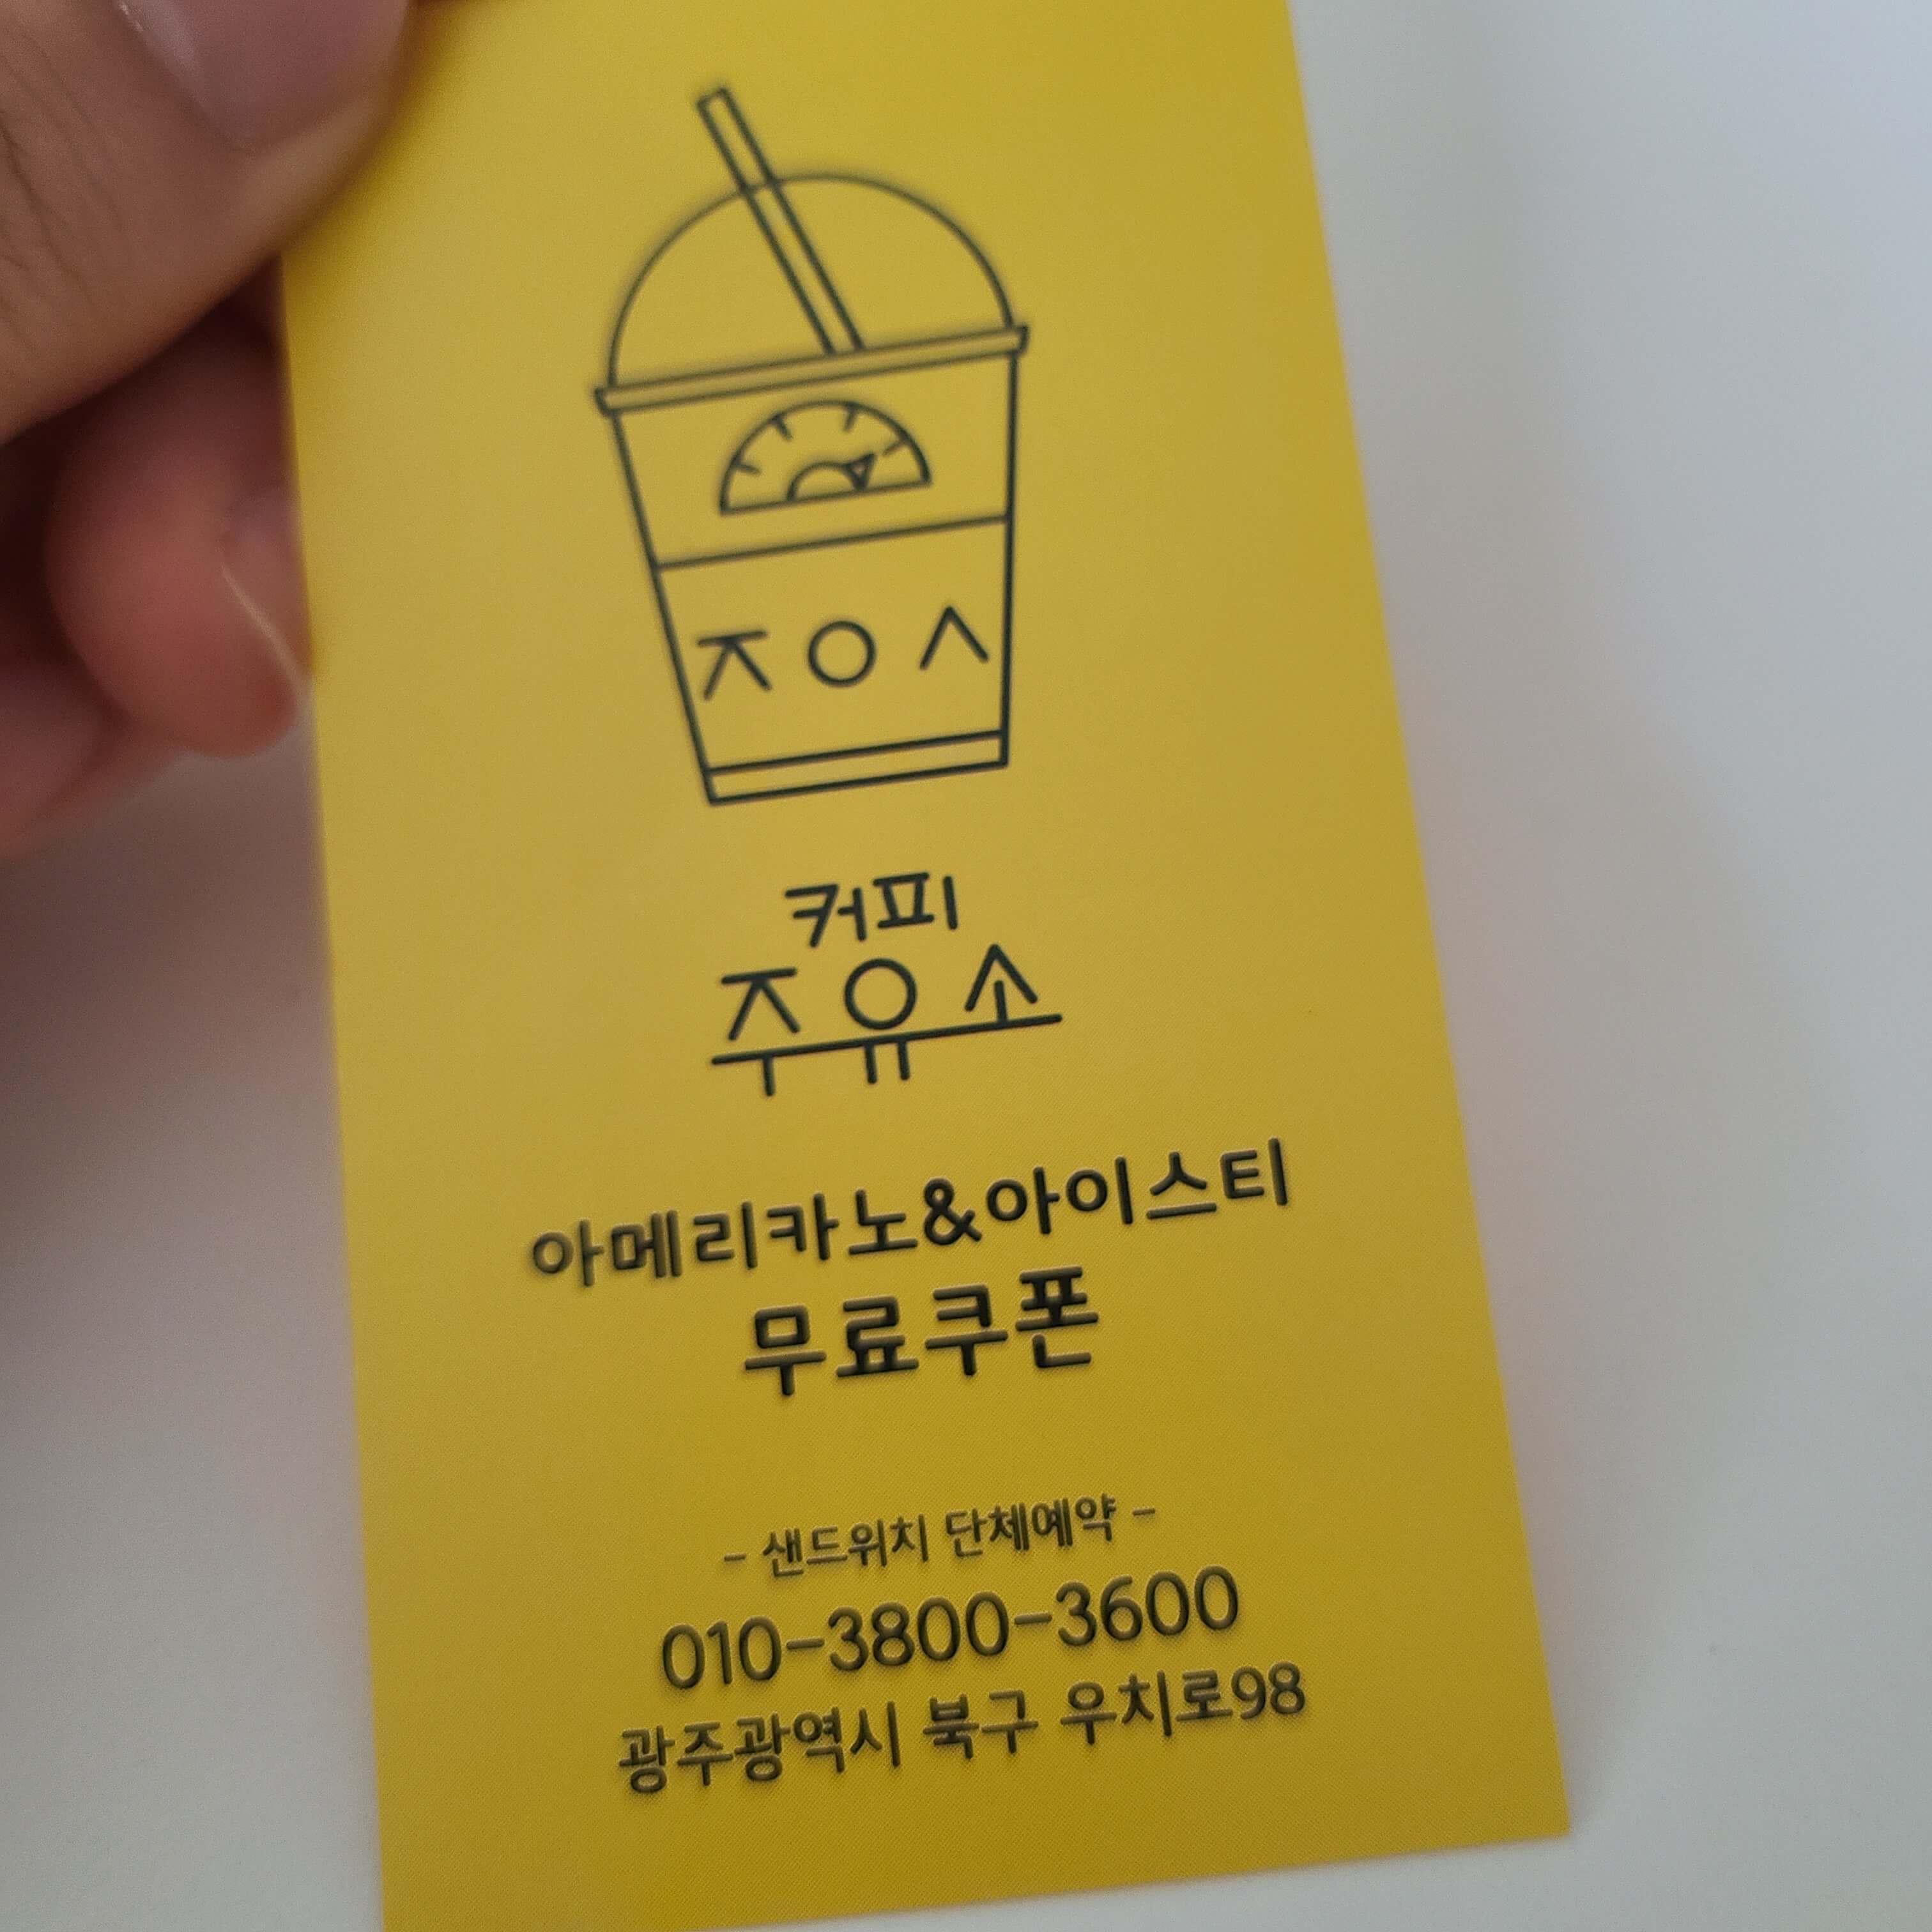 ㅈㅇㅅ
커피
주유소
아메리카노&아이스티
무료쿠폰
- 샌드위치 단체예약 -
010-3800-3600
광주광역시 북구 우치로98